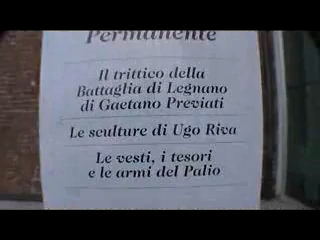 Permanente
Il trittico della
Battaglia di Legnano
di Gaetano Previati
Le sculture di Ugo Riva
Le vesti, i tesori
e le armi del Palio